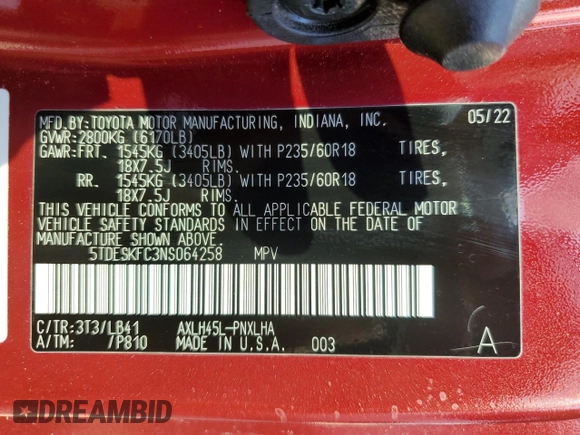 MFD.BY:TOYOTA MOTOR MANUFACTURING, INDIANA, INC. 05/22
GVWR:2800KG (6170LB)
GAWR:FRT. 1545KG (3405LB) WITH P235/60R18 TIRES,
18X7.5J RIMS.
RR. 1545KG (3405LB) WITH P235/60R18 TIRES,
18X7.5J RIMS.
THIS VEHICLE CONFORMS TO ALL APPLICABLE FEDERAL MOTOR
VEHICLE SAFETY STANDARDS IN EFFECT ON THE DATE OF
MANUFACTURE SHOWN ABOVE.
5TDESKFC3NS064258 MPV
C/TR:3T3/LB41 AXLH45L-PNXLHA
A/TM: /P810 MADE IN U.S.A. 003 A
DREAMBID